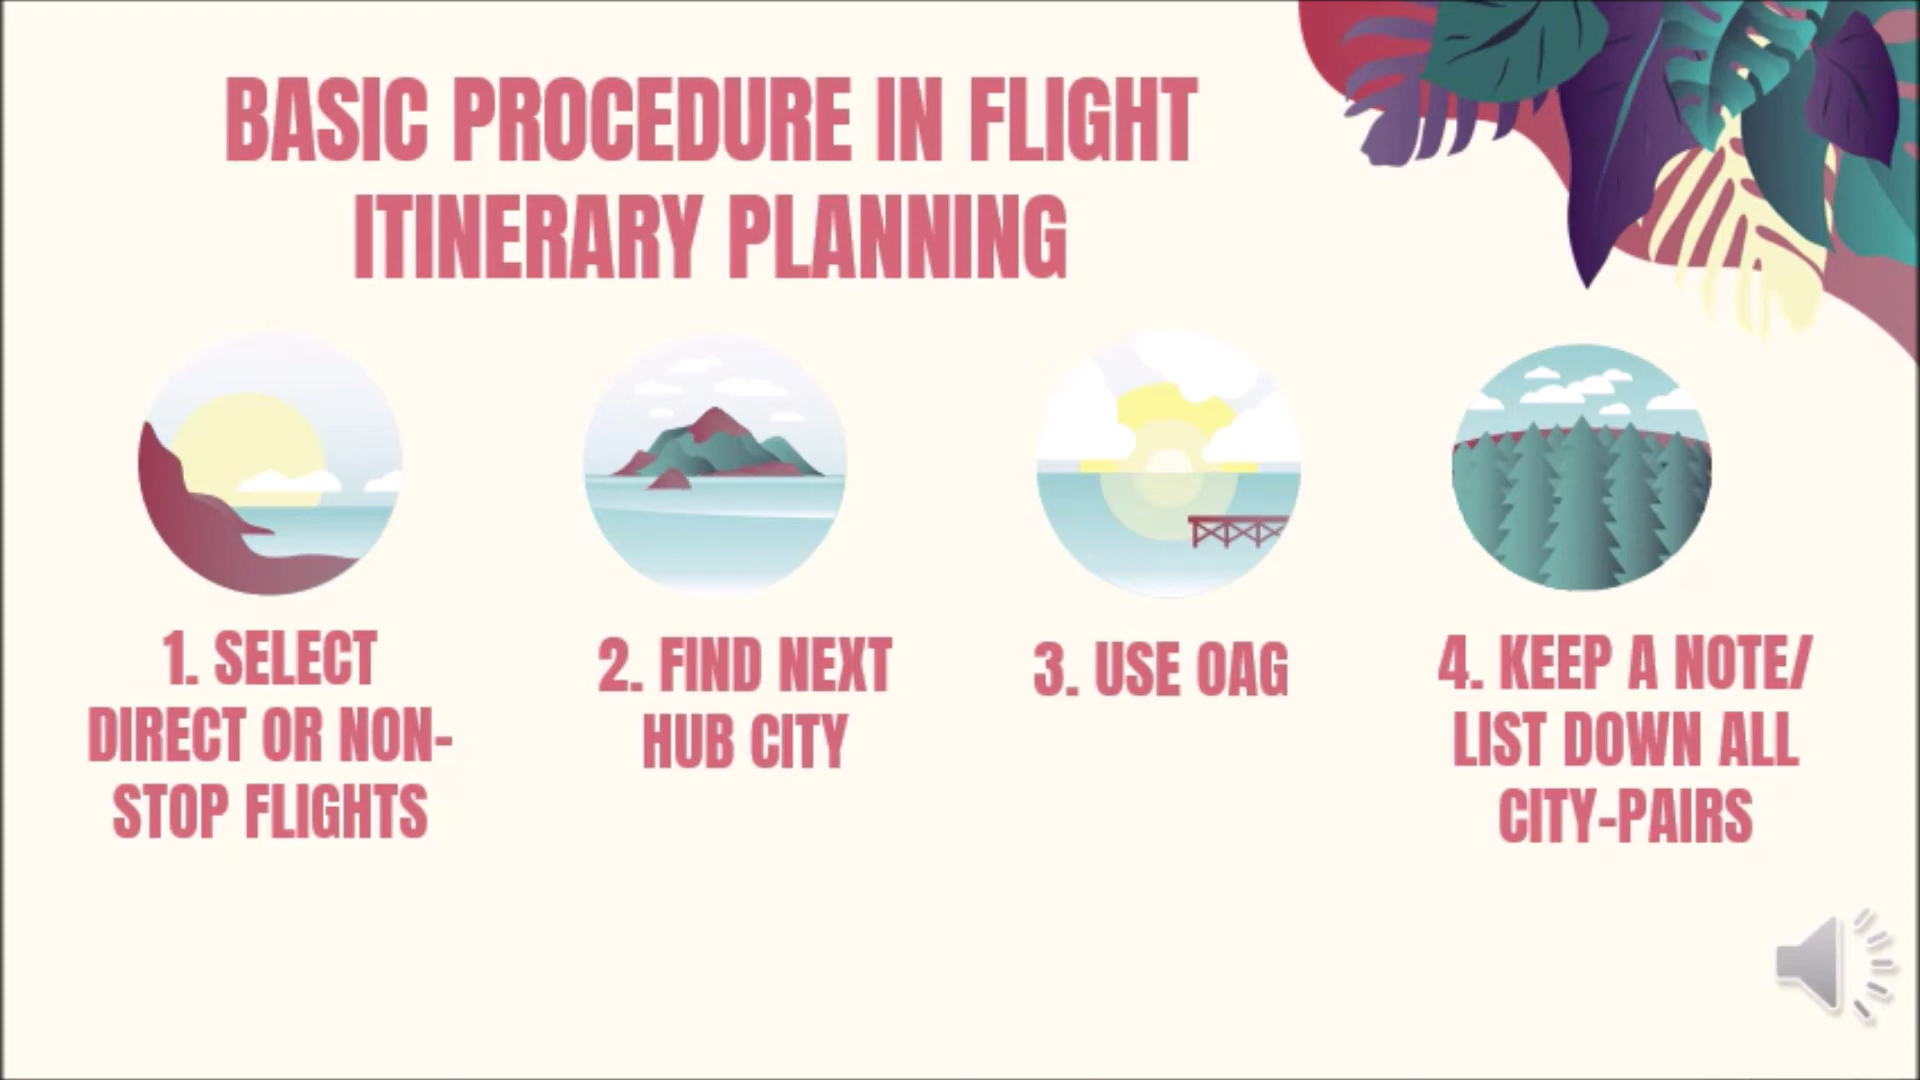 BASIC PROCEDURE IN FLIGHT
ITINERARY PLANNING
1. SELECT
DIRECT OR NON-
STOP FLIGHTS
2. FIND NEXT
HUB CITY
3. USE OAG
4. KEEP A NOTE/
LIST DOWN ALL
CITY-PAIRS